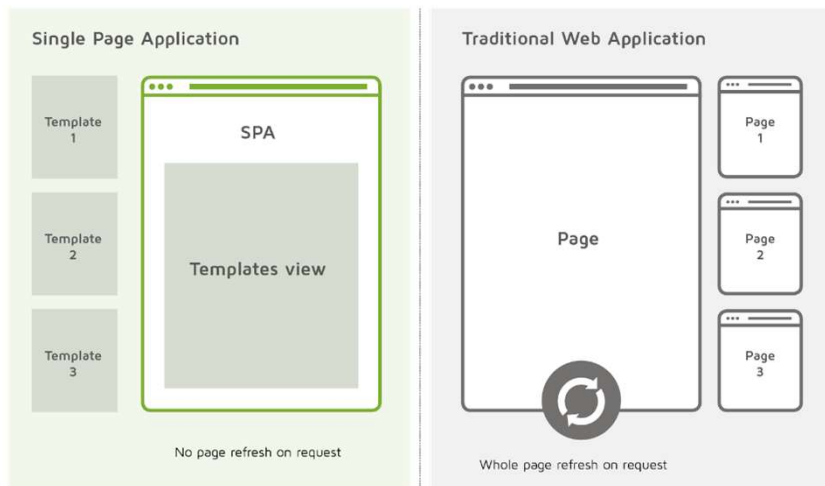 Single Page Application
Template
1
Template
2
Template
3
SPA
Templates view
No page refresh on request
Traditional Web Application
Page
Page
1
Page
2
Page
3
Whole page refresh on request